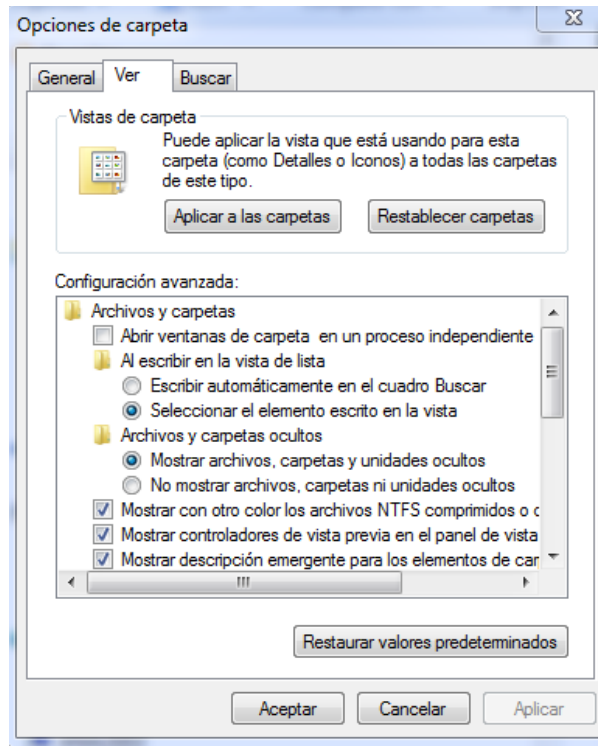 Opciones de carpeta
General Ver Buscar
Vistas de carpeta
Puede aplicar la vista que está usando para esta
carpeta (como Detalles o Iconos) a todas las carpetas
de este tipo.
Aplicar a las carpetas Restablecer carpetas
Configuración avanzada:
Archivos y carpetas
Abrir ventanas de carpeta en un proceso independiente
Al escribir en la vista de lista
Escribir automáticamente en el cuadro Buscar
Seleccionar el elemento escrito en la vista
Archivos y carpetas ocultos
Mostrar archivos, carpetas y unidades ocultos
No mostrar archivos, carpetas ni unidades ocultos
Mostrar con otro color los archivos NTFS comprimidos o
Mostrar controladores de vista previa en el panel de vista
Mostrar descripción emergente para los elementos de
Restaurar valores predeterminados
Aceptar Cancelar Aplicar